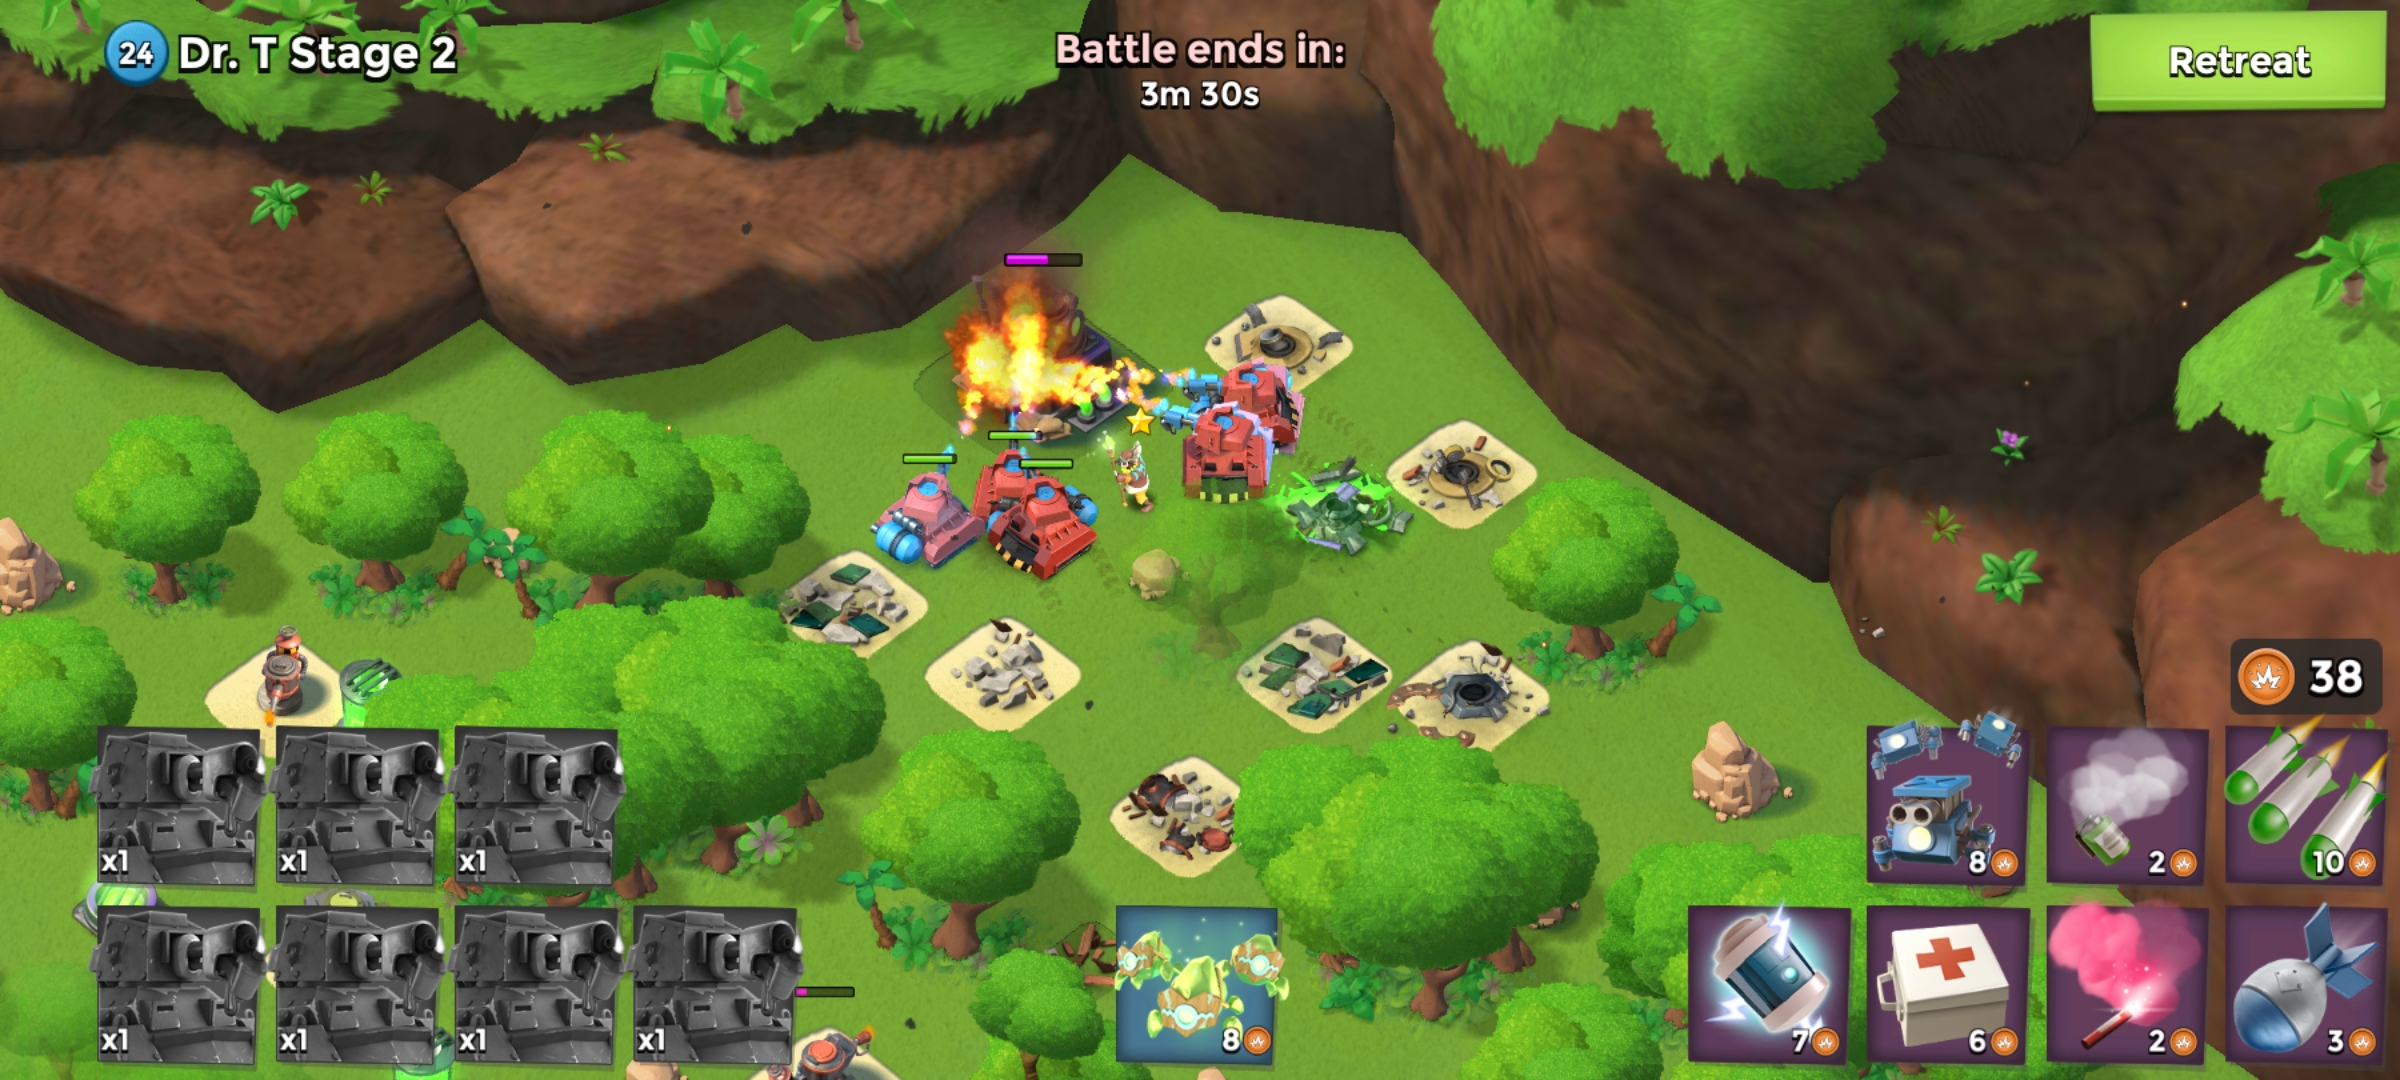 24 Dr. T Stage 2
Battle ends in:
3m 30s
Retreat
38
x1 x1 x1
8 2 10
x1 x1 x1 x1
8
7 6 2 3